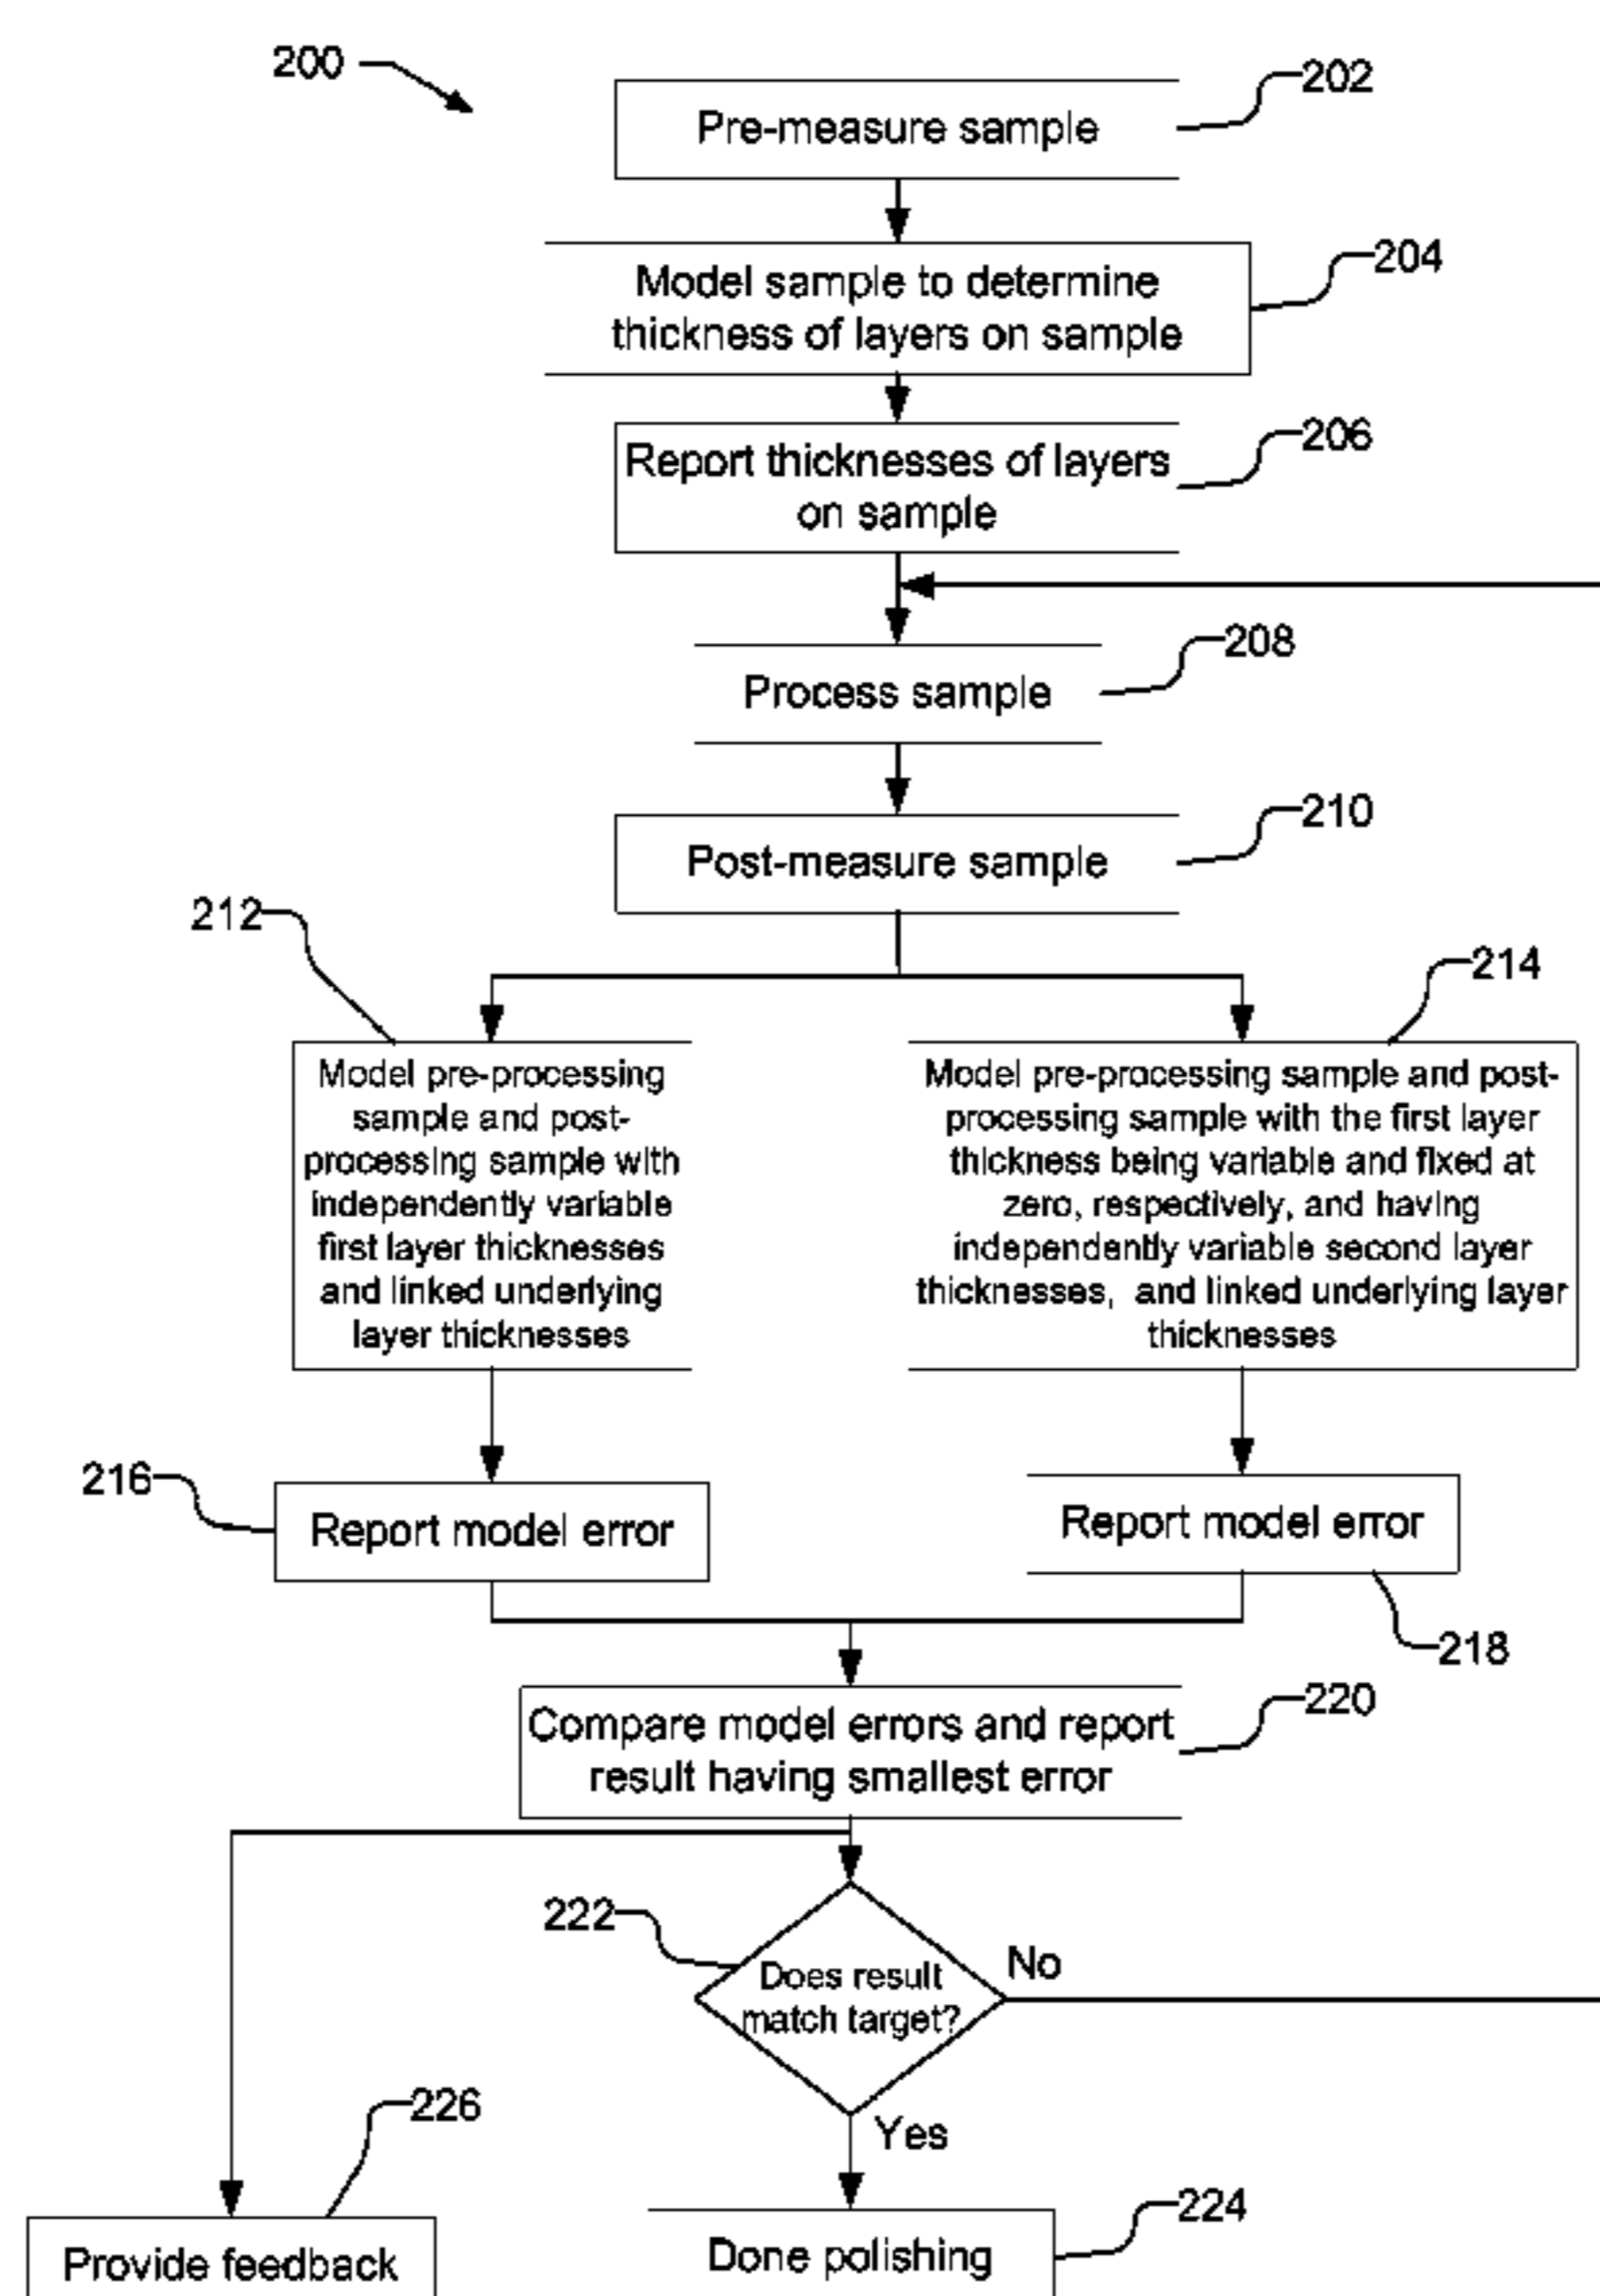 200
202
Pre-measure sample
204
Model sample to determine
thickness of layers on sample
206
Report thicknesses of layers
on sample
208
Process sample
210
Post-measure sample
212
214
Model pre-processing
sample and post-
processing sample with
independently variable
first layer thicknesses
and linked underlying
layer thicknesses
Model pre-processing sample and post-
processing sample with the first layer
thickness being variable and fixed at
zero, respectively, and having
independently variable second layer
thicknesses, and linked underlying layer
thicknesses
216
Report model error
Report model error
218
220
Compare model errors and report
result having smallest error
222
Does result
match target?
No
Yes
226
224
Provide feedback
Done polishing